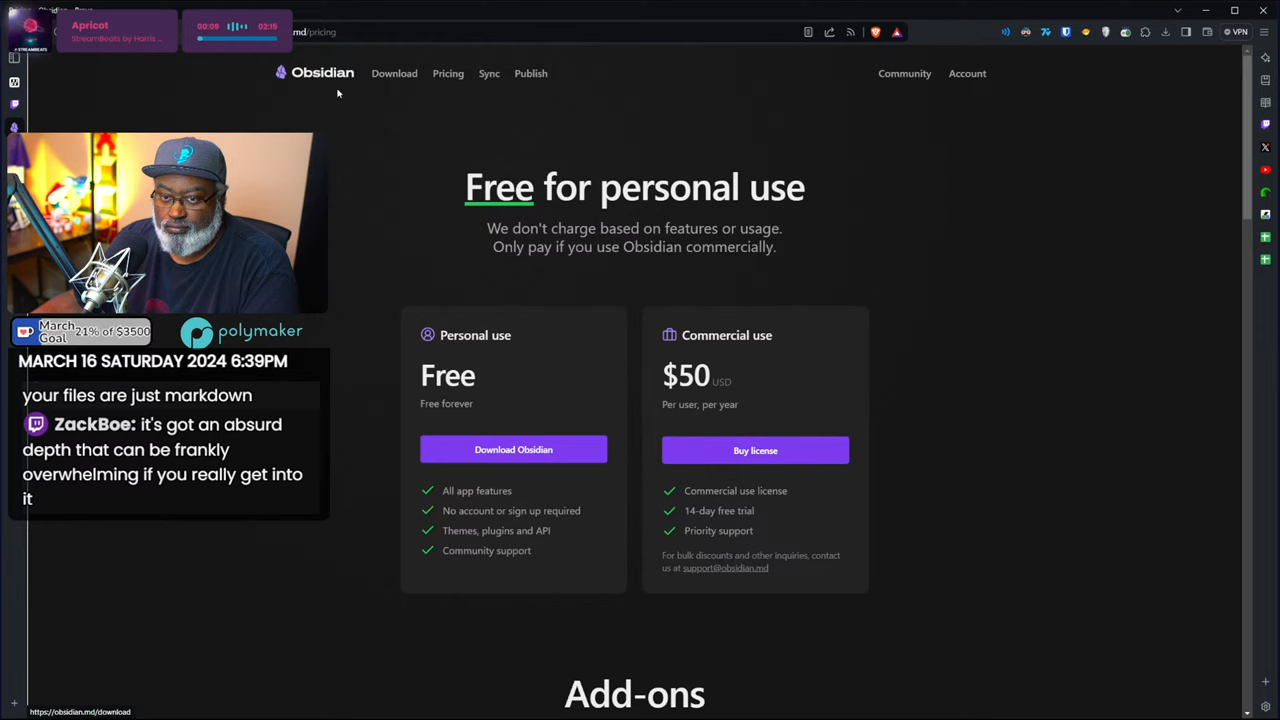 Apricot
StreamBeats by Harris ...
00:09
02:15
STREAMBEATS
md/pricing
VPN
Obsidian
Download
Pricing
Sync
Publish
Community
Account
Free for personal use
We don't charge based on features or usage.
Only pay if you use Obsidian commercially.
March
Goal
21% of $3500
polymaker
MARCH 16 SATURDAY 2024 6:39PM
your files are just markdown
ZackBoe: it's got an absurd
depth that can be frankly
overwhelming if you really get into
it
Personal use
Free
Free forever
Download Obsidian
All app features
No account or sign up required
Themes, plugins and API
Community support
Commercial use
$50 USD
Per user, per year
Buy license
Commercial use license
14-day free trial
Priority support
For bulk discounts and other inquiries, contact
us at support@obsidian.md
Add-ons
https://obsidian.md/download